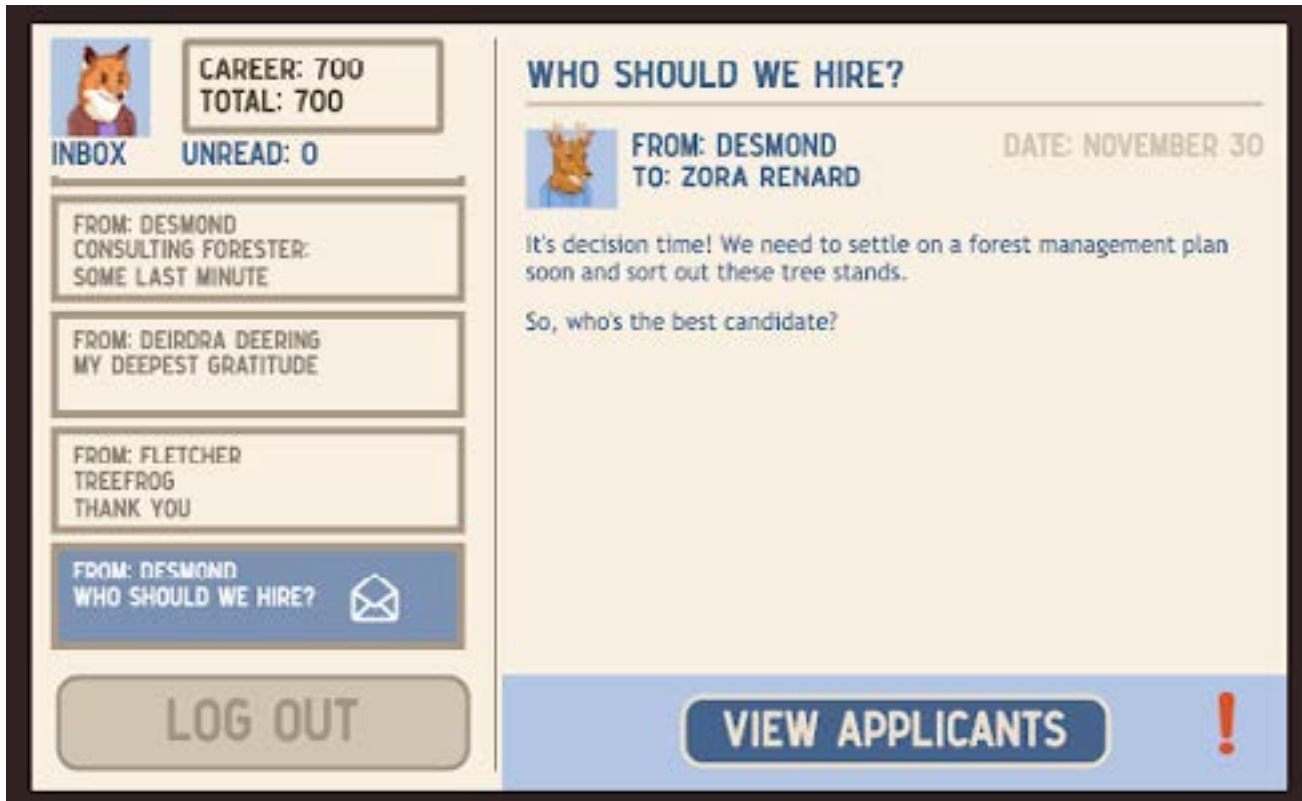 CAREER: 700
TOTAL: 700
INBOX UNREAD: 0
FROM: DESMOND
CONSULTING FORESTER:
SOME LAST MINUTE
FROM: DEIRDRA DEERING
MY DEEPEST GRATITUDE
FROM: FLETCHER
TREEFROG
THANK YOU
FROM: DESMOND
WHO SHOULD WE HIRE?
LOG OUT
WHO SHOULD WE HIRE?
FROM: DESMOND
TO: ZORA RENARD
DATE: NOVEMBER 30
It's decision time! We need to settle on a forest management plan
soon and sort out these tree stands.
So, who's the best candidate?
VIEW APPLICANTS
!